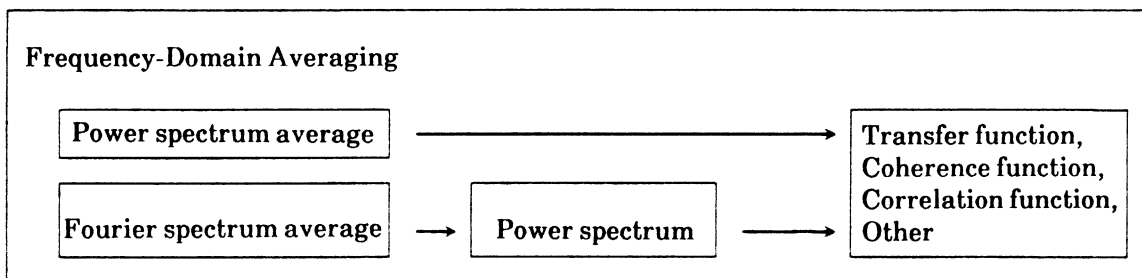 Frequency-Domain Averaging
Power spectrum average
Transfer function,
Coherence function,
Correlation function,
Other
Fourier spectrum average
Power spectrum